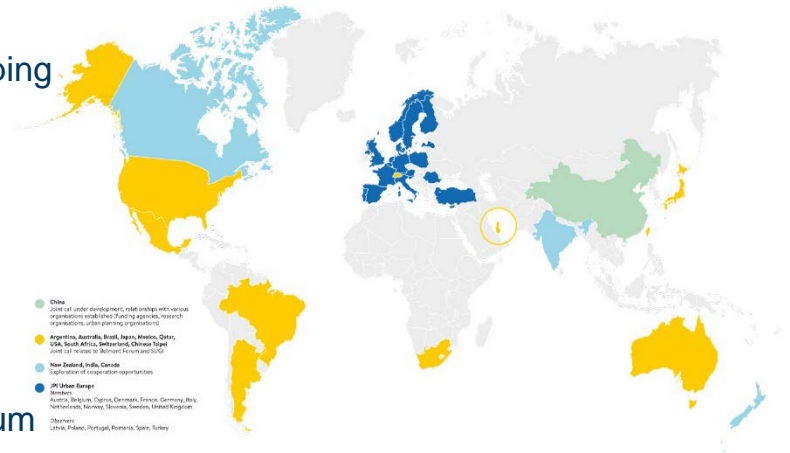 ping
China
Joint call under development, relationships with various
organisations established (funding agencies, research
organisations, urban planning organisations)
Argentina, Australia, Brazil, Japan, Mexico, Qatar,
USA, South Africa, Switzerland, Chinese Taipei
Joint call related to Belmont Forum and SUGI
New Zealand, India, Canada
Exploration of cooperation opportunities
JPI Urban Europe
Members
Austria, Belgium, Cyprus, Denmark, France, Germany, Italy,
Netherlands, Norway, Slovenia, Sweden, United Kingdom
Observers
Latvia, Poland, Portugal, Romania, Spain, Turkey
um